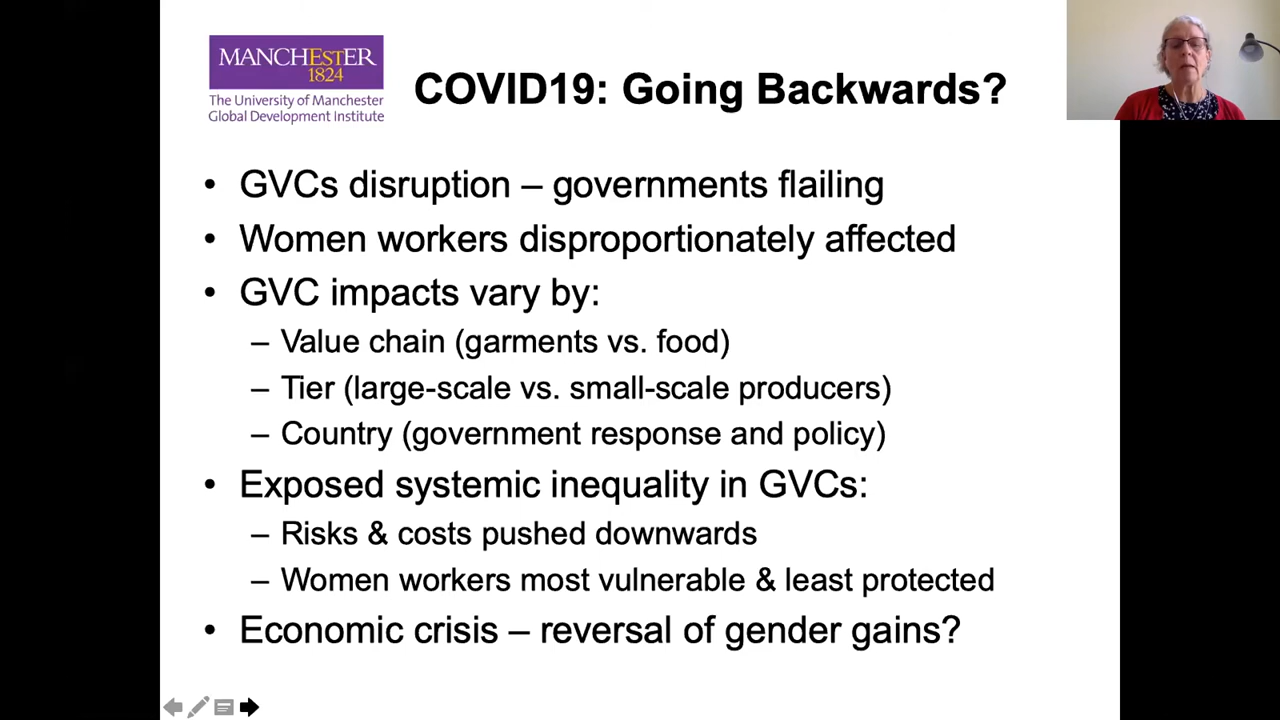 MANCHESTER
1824
The University of Manchester
Global Development Institute
COVID19: Going Backwards?
• GVCs disruption – governments flailing
• Women workers disproportionately affected
• GVC impacts vary by:
– Value chain (garments vs. food)
– Tier (large-scale vs. small-scale producers)
– Country (government response and policy)
• Exposed systemic inequality in GVCs:
– Risks & costs pushed downwards
– Women workers most vulnerable & least protected
• Economic crisis – reversal of gender gains?